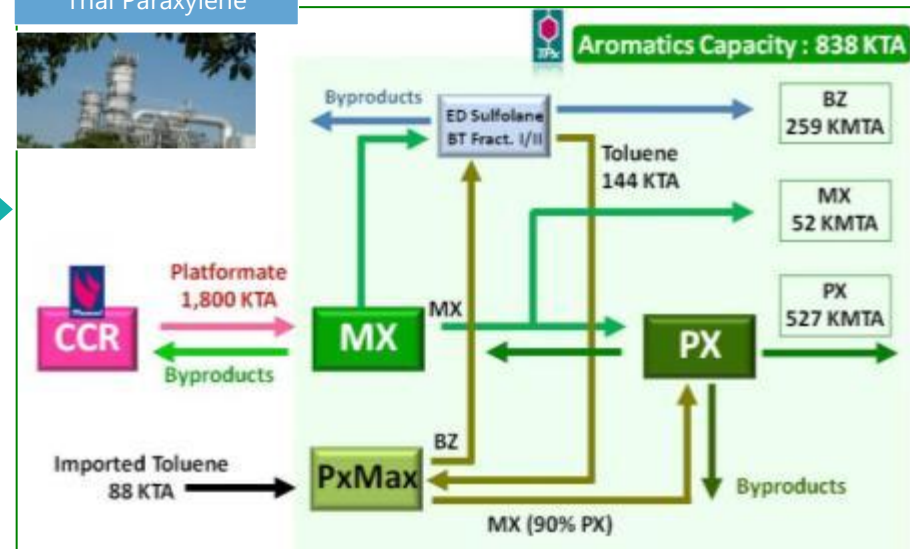 Thai Paraxylene
TPX
Aromatics Capacity : 838 KTA
Byproducts
ED Sulfolane
BT Fract. I/II
BZ
259 KMTA
Toluene
144 KTA
MX
52 KMTA
Platformate
1,800 KTA
CCR
Byproducts
MX
MX
PX
527 KMTA
PX
Imported Toluene
88 KTA
PxMax
BZ
MX (90% PX)
Byproducts